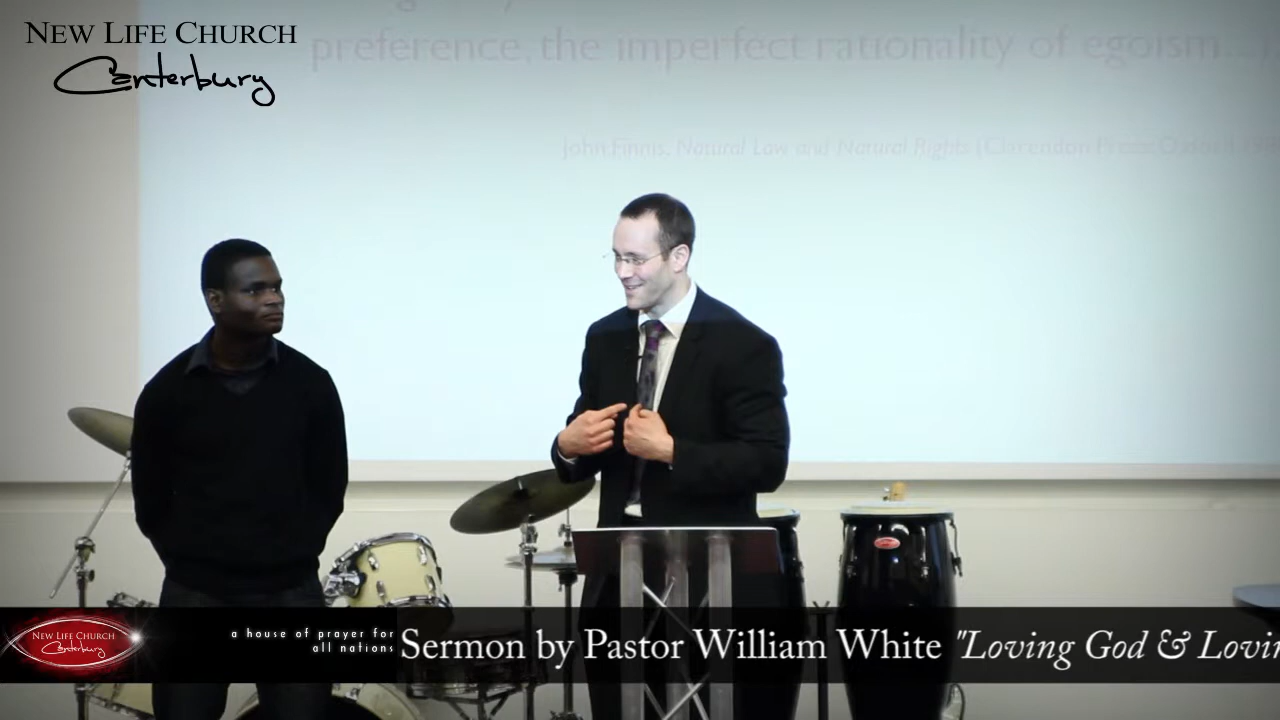 NEW LIFE CHURCH
Canterbury
preference, the imperfect rationality of egoism...
John Finnis, Natural Law and Natural Rights (Clarendon Press: Oxford
NEW LIFE CHURCH
Canterbury
a house of prayer for
all nations
Sermon by Pastor William White "Loving God &